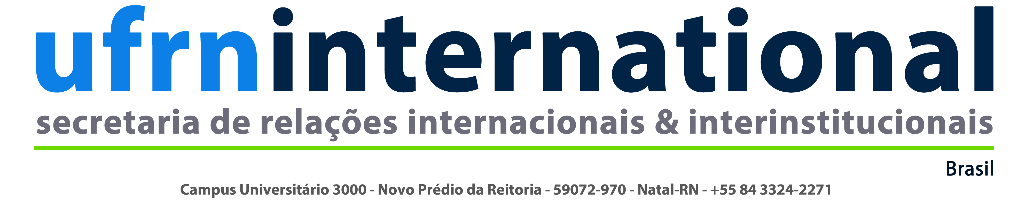 ufrninternational
secretaria de relações internacionais & interinstitucionais
Brasil
Campus Universitário 3000 - Novo Prédio da Reitoria - 59072-970 - Natal-RN - +55 84 3324-2271